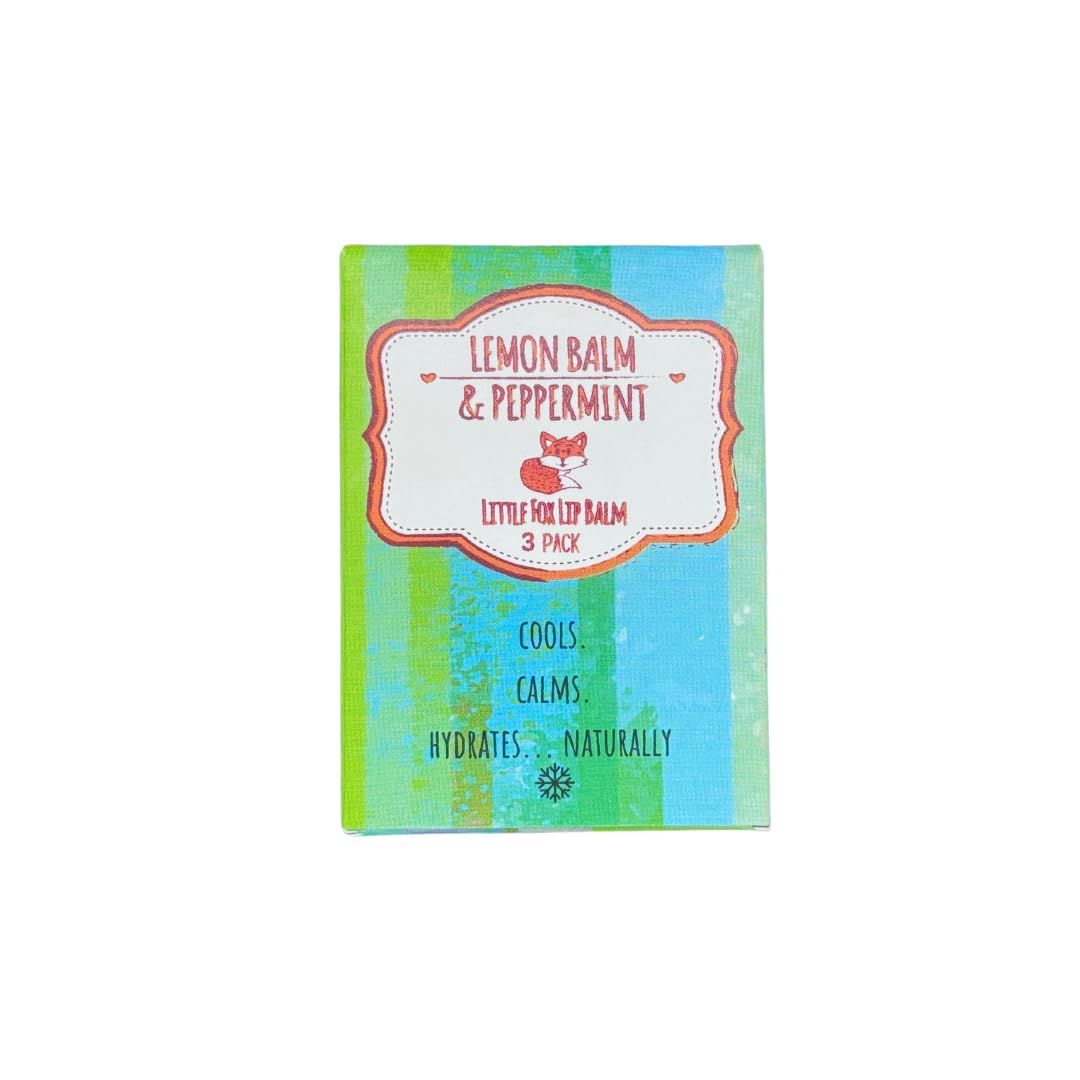 LEMON BALM
& PEPPERMINT
LITTLE FOX LIP BALM
3 PACK
COOLS.
CALMS.
HYDRATES... NATURALLY